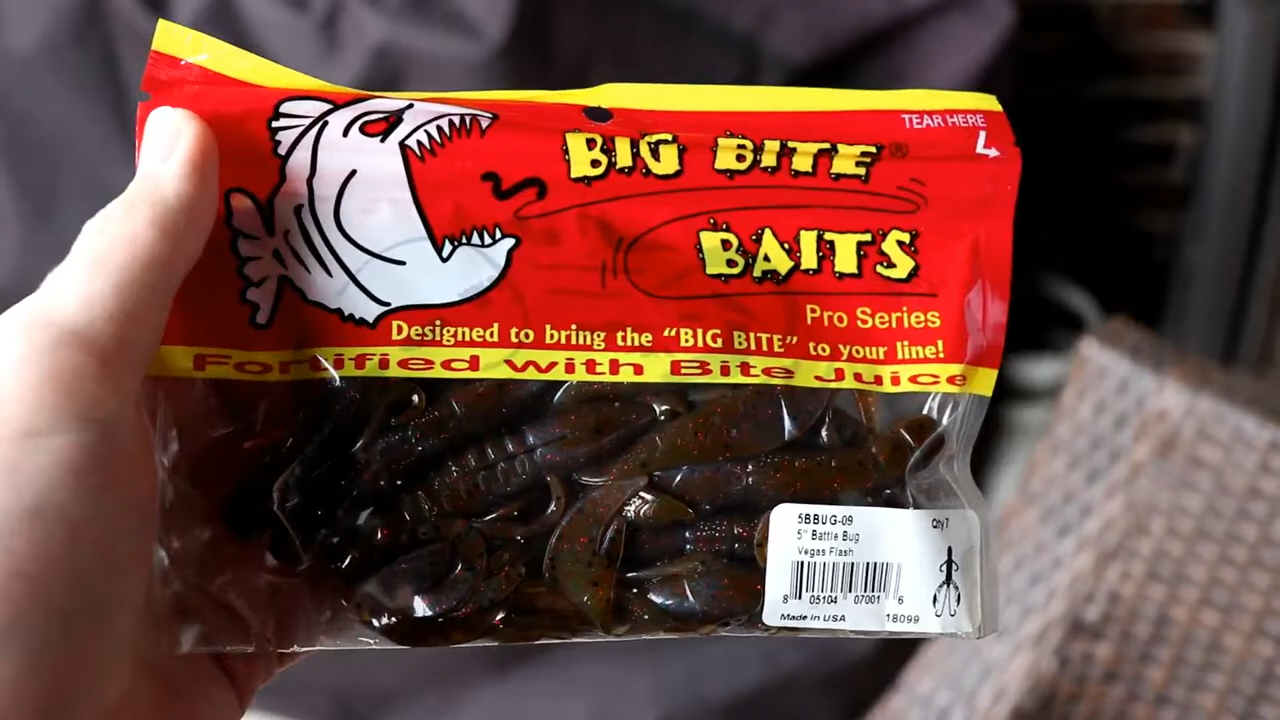 TEAR HERE
BIG BITE®
BAITS
Pro Series
Designed to bring the “BIG BITE” to your line!
Fortified with Bite Juice
5BBUG-09 Qty 7
5" Battle Bug
Vegas Flash
8 05104 07001 6
Made in USA 18099